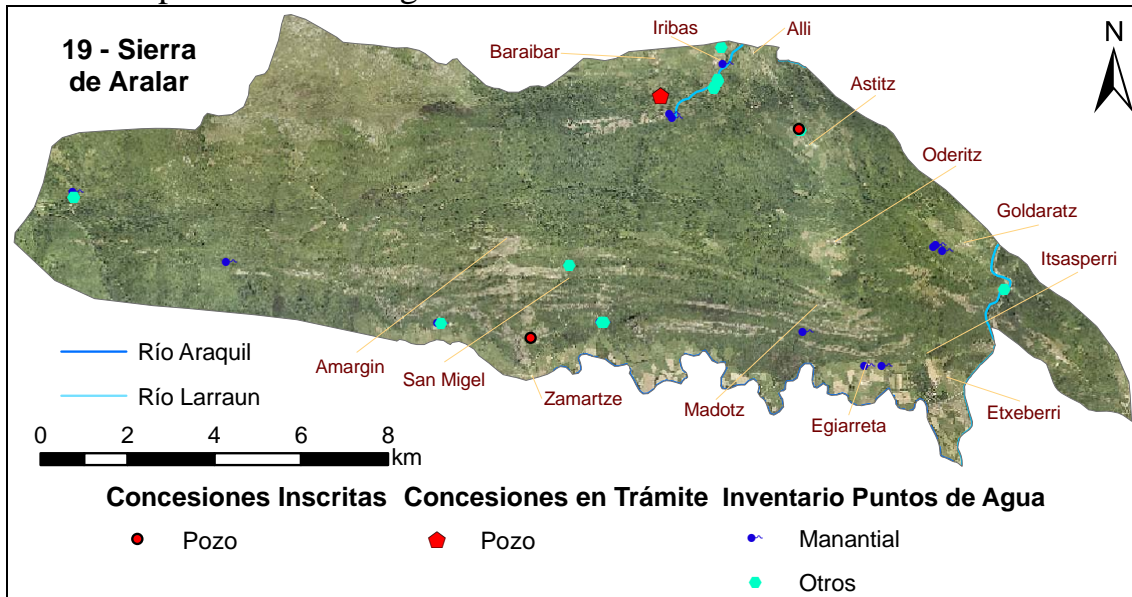 19 - Sierra
de Aralar
Baraibar
Iribas
Alli
N
Astitz
Oderitz
Goldaratz
Itsasperri
Río Araquil
Río Larraun
Amargin
San Migel
Zamartze
Madotz
Egiarreta
Etxeberri
0 2 4 6 8
km
Concesiones Inscritas Concesiones en Trámite Inventario Puntos de Agua
Pozo Pozo Manantial
Otros